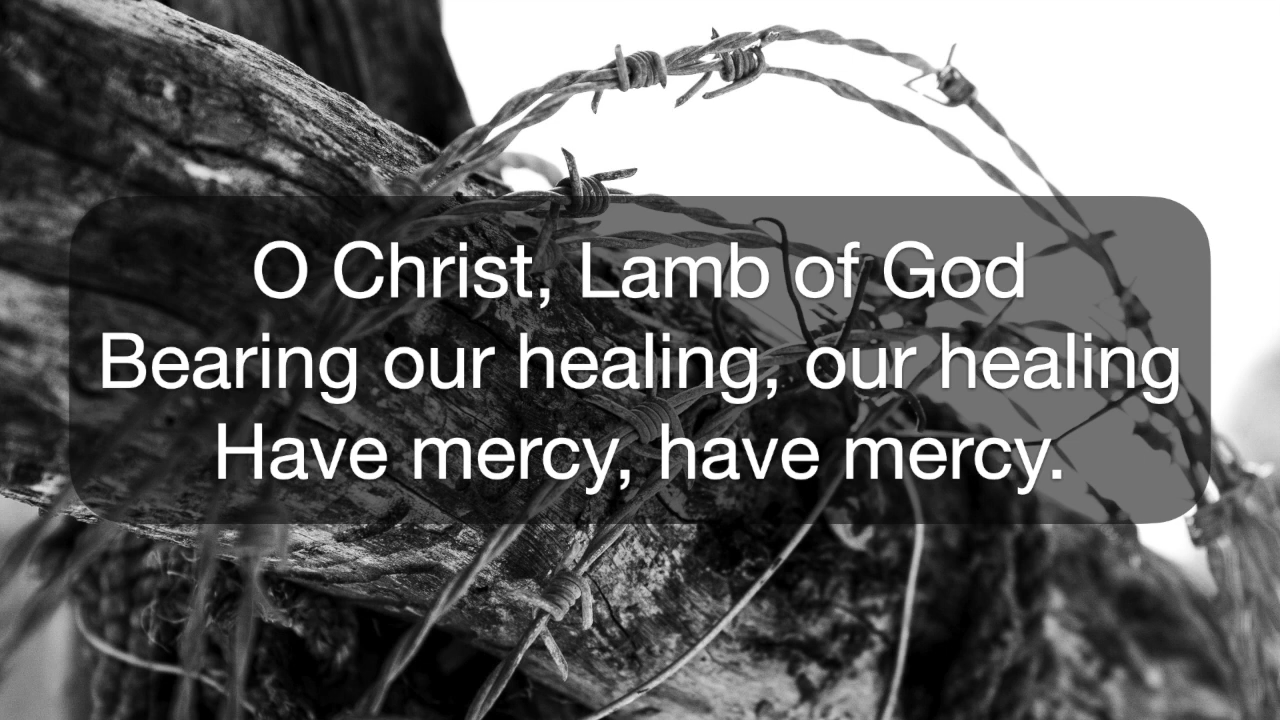 O Christ, Lamb of God
Bearing our healing, our healing
Have mercy, have mercy.